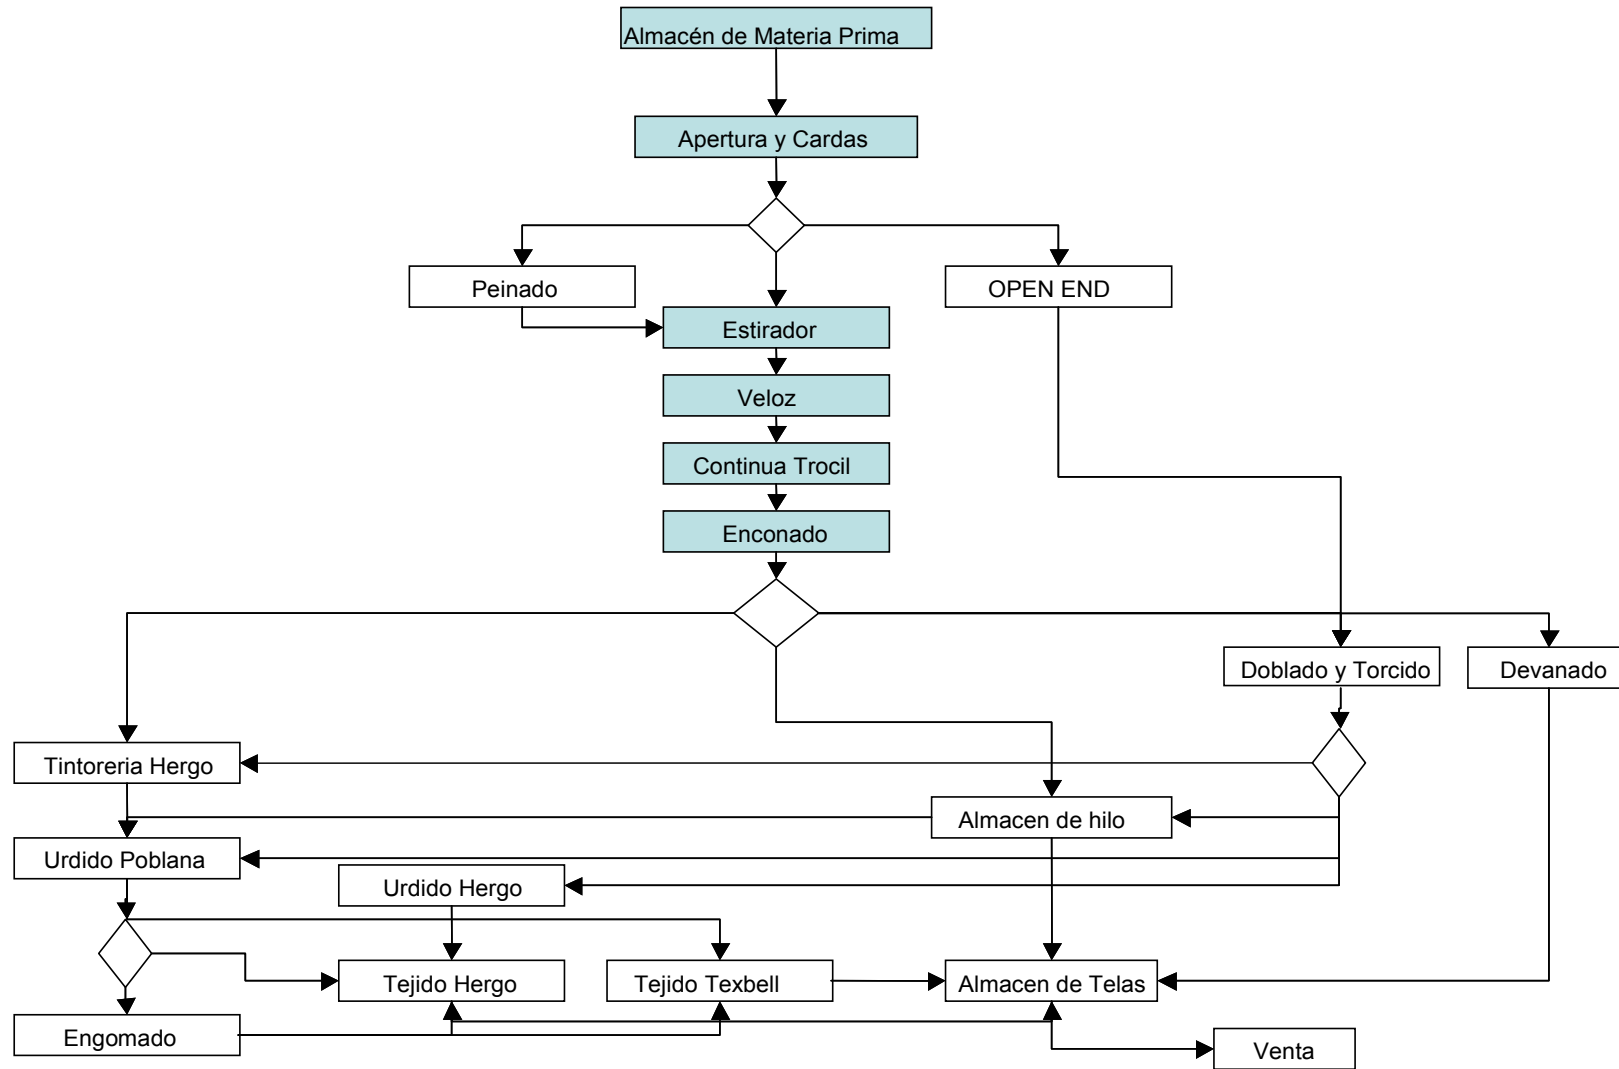 Almacén de Materia Prima
Apertura y Cardas
Peinado
OPEN END
Estirador
Veloz
Continua Trocil
Enconado
Doblado y Torcido
Devanado
Tintoreria Hergo
Almacen de hilo
Urdido Poblana
Urdido Hergo
Tejido Hergo
Tejido Texbell
Almacen de Telas
Engomado
Venta